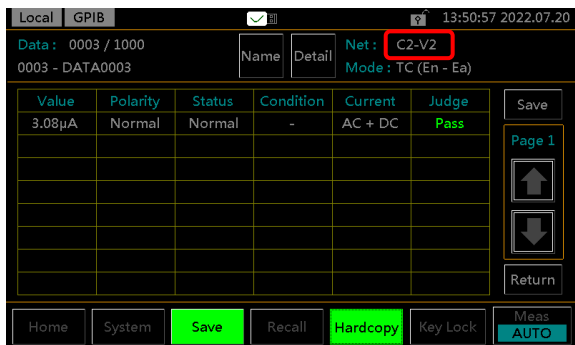 Local GPIB 13:50:57 2022.07.20
Data : 0003 / 1000 Name Detail Net : C2-V2
0003 - DATA0003 Mode : TC (En - Ea)
Value Polarity Status Condition Current Judge Save
3.08μA Normal Normal - AC + DC Pass
Page 1
Return
Home System Save Recall Hardcopy Key Lock Meas
AUTO